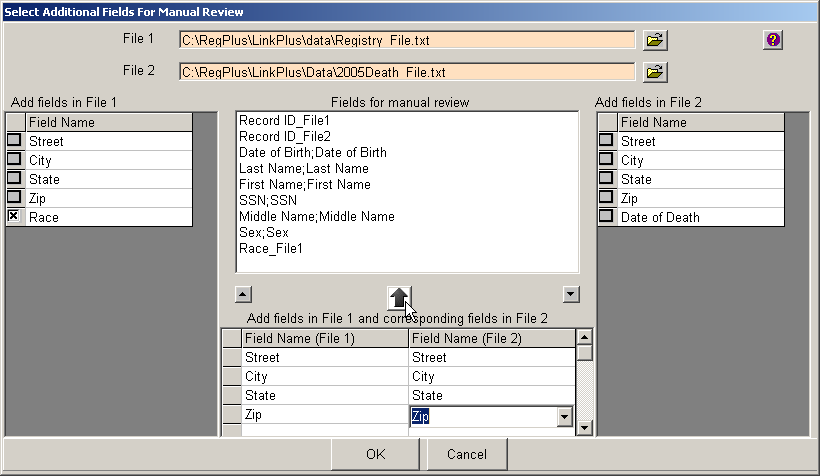 Select Additional Fields For Manual Review
File 1 C:\RegPlus\LinkPlus\data\Registry_File.txt ?
File 2 C:\RegPlus\LinkPlus\Data\2005Death_File.txt
Add fields in File 1
Field Name
Street
City
State
Zip
Race
Fields for manual review
Record ID_File1
Record ID_File2
Date of Birth;Date of Birth
Last Name;Last Name
First Name;First Name
SSN;SSN
Middle Name;Middle Name
Sex;Sex
Race_File1
Add fields in File 2
Field Name
Street
City
State
Zip
Date of Death
Add fields in File 1 and corresponding fields in File 2
Field Name (File 1) Field Name (File 2)
Street Street
City City
State State
Zip Zip
OK Cancel